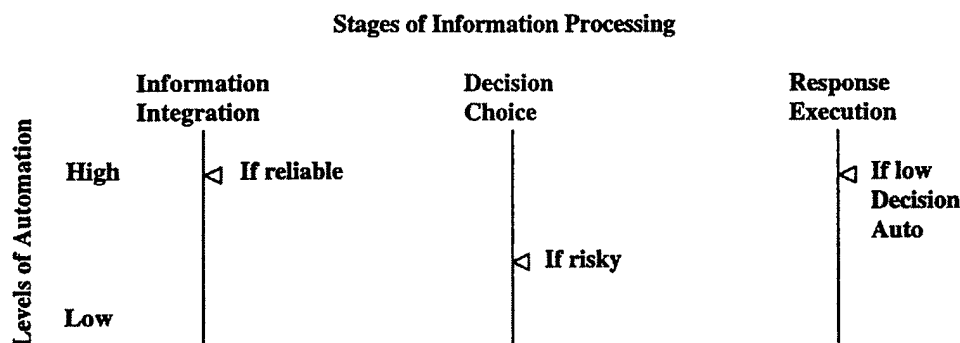 Stages of Information Processing
Information
Integration
Decision
Choice
Response
Execution
Levels of Automation
High
If reliable
If low
Decision
Auto
If risky
Low